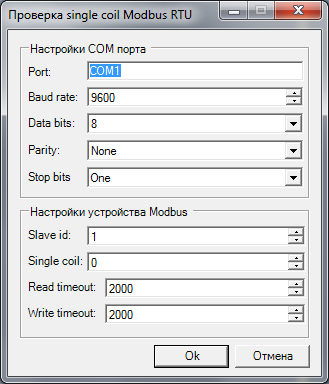 Проверка single coil Modbus RTU
Настройки COM порта
Port: COM1
Baud rate: 9600
Data bits: 8
Parity: None
Stop bits One
Настройки устройства Modbus
Slave id: 1
Single coil: 0
Read timeout: 2000
Write timeout: 2000
Ok Отмена